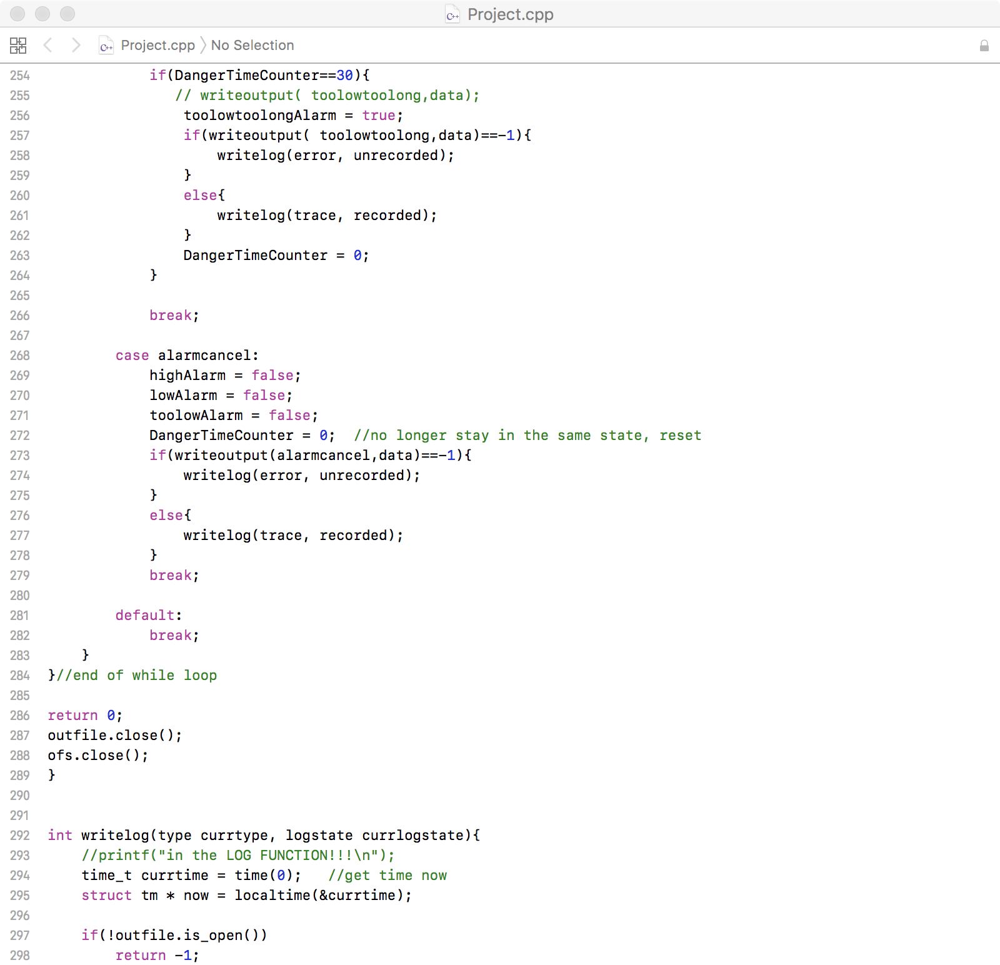 Project.cpp
Project.cpp 〉 No Selection
254 if(DangerTimeCounter==30){
255 // writeoutput( toolowtoolong,data);
256 toolowtoolongAlarm = true;
257 if(writeoutput( toolowtoolong,data)==-1){
258 writelog(error, unrecorded);
259 }
260 else{
261 writelog(trace, recorded);
262 }
263 DangerTimeCounter = 0;
264 }
265
266 break;
267
268 case alarmcancel:
269 highAlarm = false;
270 lowAlarm = false;
271 toolowAlarm = false;
272 DangerTimeCounter = 0;  //no longer stay in the same state, reset
273 if(writeoutput(alarmcancel,data)==-1){
274 writelog(error, unrecorded);
275 }
276 else{
277 writelog(trace, recorded);
278 }
279 break;
280
281 default:
282 break;
283 }
284 }//end of while loop
285
286 return 0;
287 outfile.close();
288 ofs.close();
289 }
290
291
292 int writelog(type currtype, logstate currlogstate){
293 //printf("in the LOG FUNCTION!!!\n");
294 time_t currtime = time(0);   //get time now
295 struct tm * now = localtime(&currtime);
296
297 if(!outfile.is_open())
298 return -1;